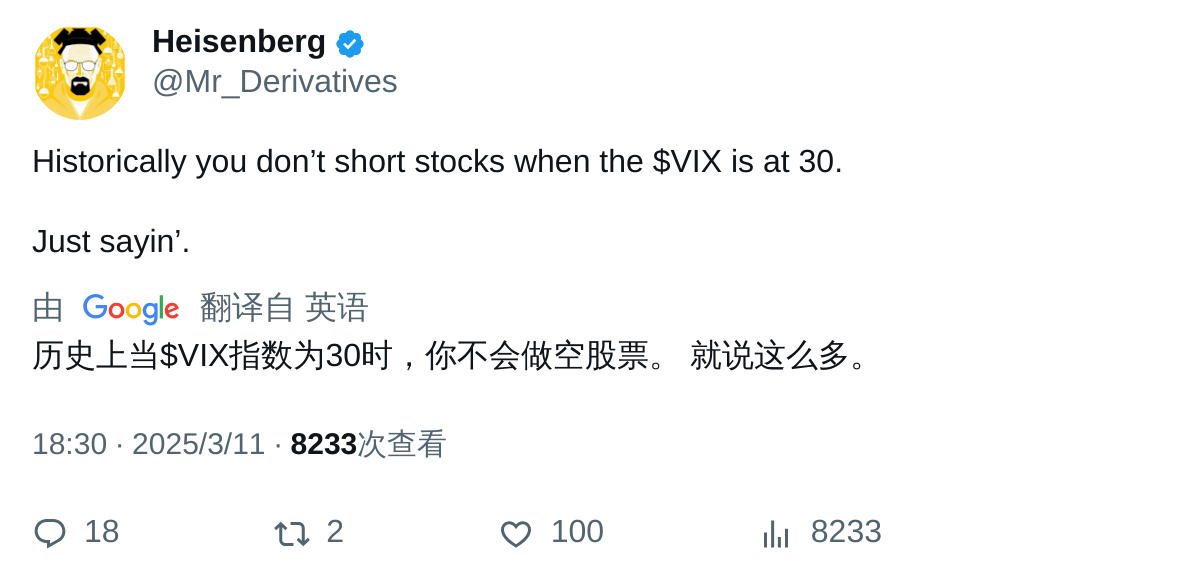 Heisenberg
@Mr_Derivatives
Historically you don’t short stocks when the $VIX is at 30.
Just sayin’.
由 Google 翻译自 英语
历史上当$VIX指数为30时，你不会做空股票。 就说这么多。
18:30 · 2025/3/11 · 8233次查看
18 2 100 8233